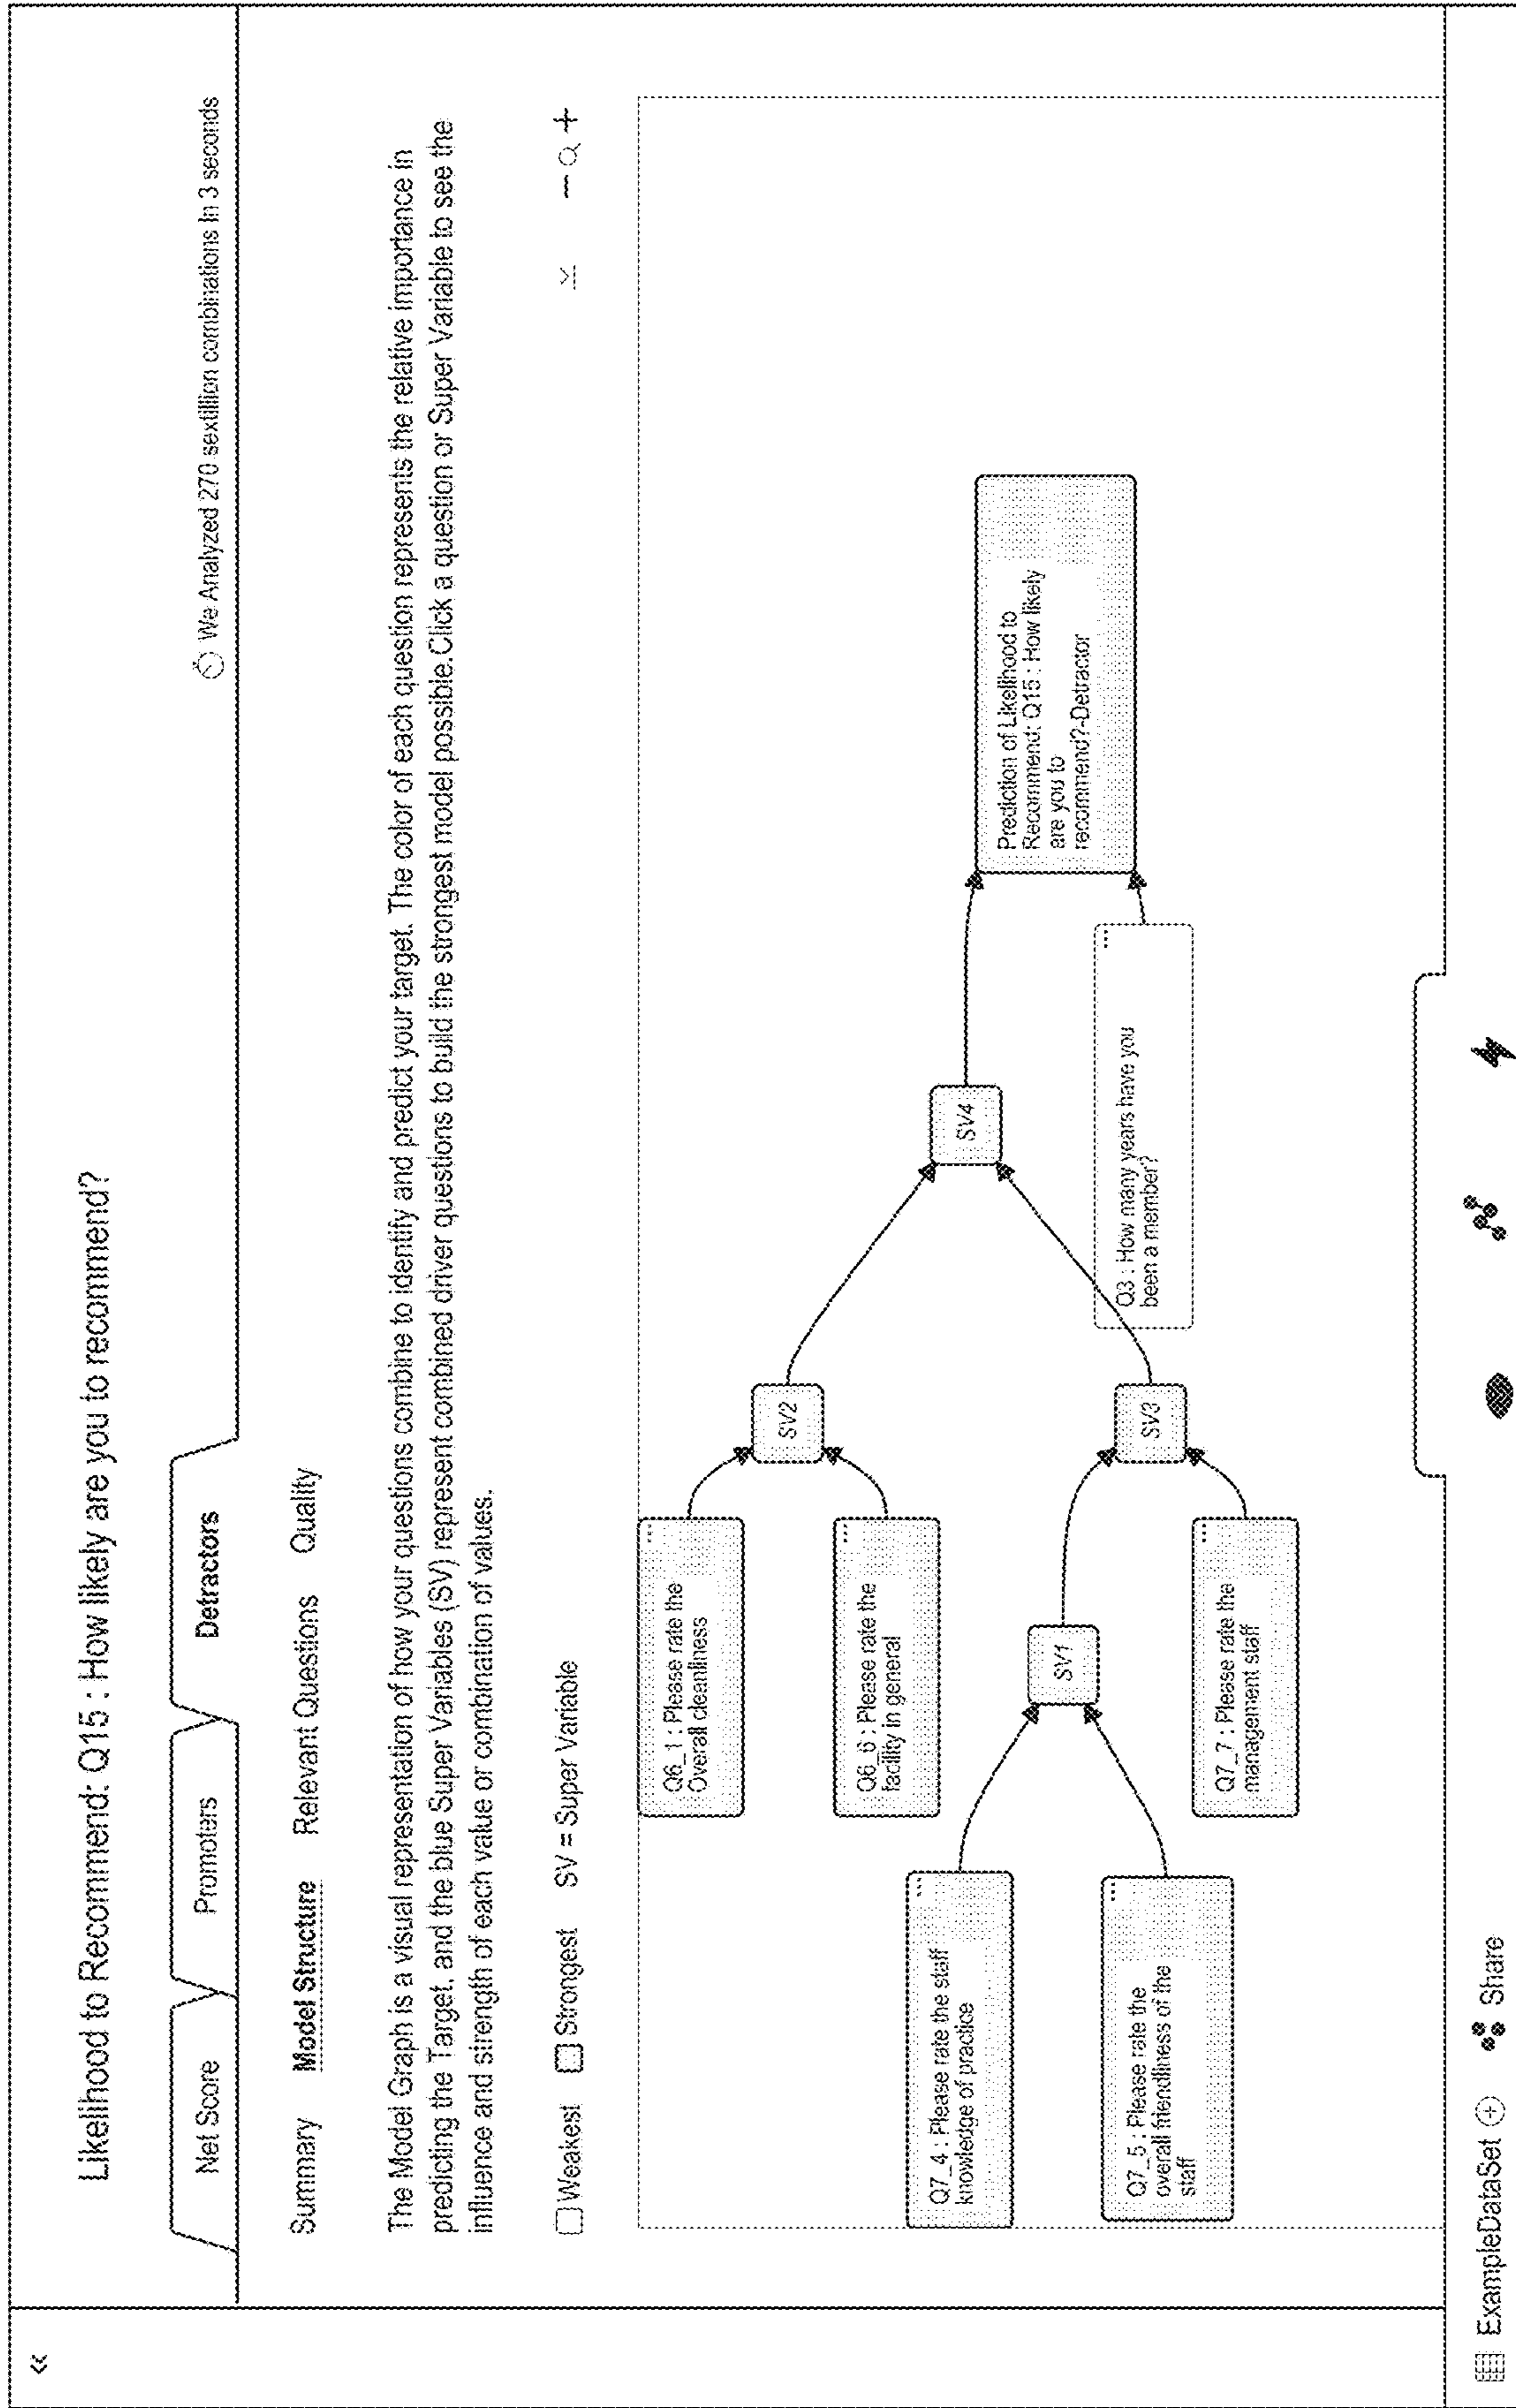 «
Likelihood to Recommend: Q15 : How likely are you to recommend?
Net Score
Promoters
Detractors
We Analyzed 270 sextillion combinations In 3 seconds
Summary Model Structure Relevant Questions Quality
The Model Graph is a visual representation of how your questions combine to identify and predict your target. The color of each question represents the relative importance in
predicting the Target. and the blue Super Variables (SV) represent combined driver questions to build the strongest model possible.Click a question or Super Variable to see the
influence and strength of each value or combination of values.
Weakest Strongest SV = Super Variable
Q6_1 : Please rate the
Overall cleanliness
Q6_6 : Please rate the
facility in general
SV2
Q7_4 : Please rate the staff
knowledge of practice
Q7_5 : Please rate the
overall friendliness of the
staff
SV1
Q7_7 : Please rate the
management staff
SV3
SV4
Q3 : How many years have you
been a member?
Prediction of Likelihood to
Recommend: Q15 : How likely
are you to
recommend?-Detractor
ExampleDataSet Share